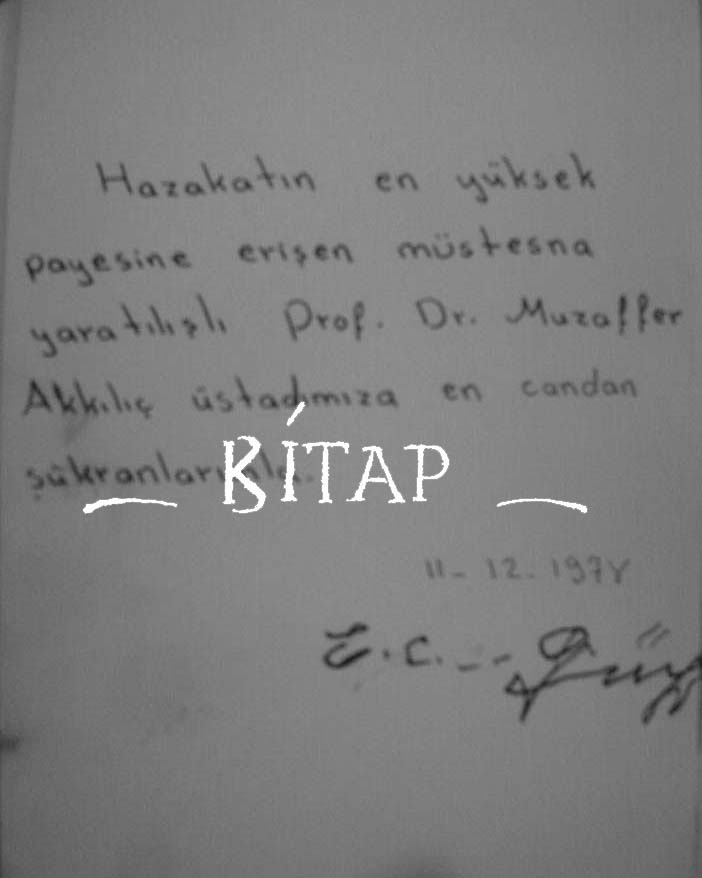 Hazakatın en yüksek
payesine erişen müstesna
yaratılışlı Prof. Dr. Muzaffer
Akkılıç üstadımıza en candan
şükranlarımla.
KİTAP
11-12-197
E.C.